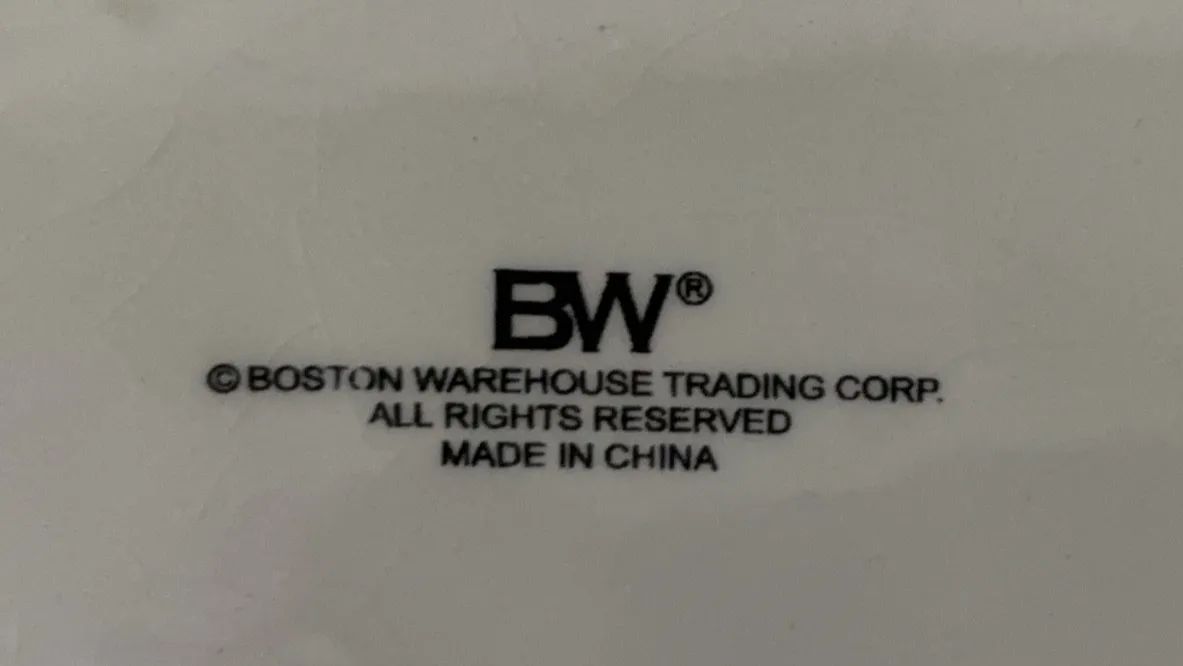 BW®
© BOSTON WAREHOUSE TRADING CORP.
ALL RIGHTS RESERVED
MADE IN CHINA